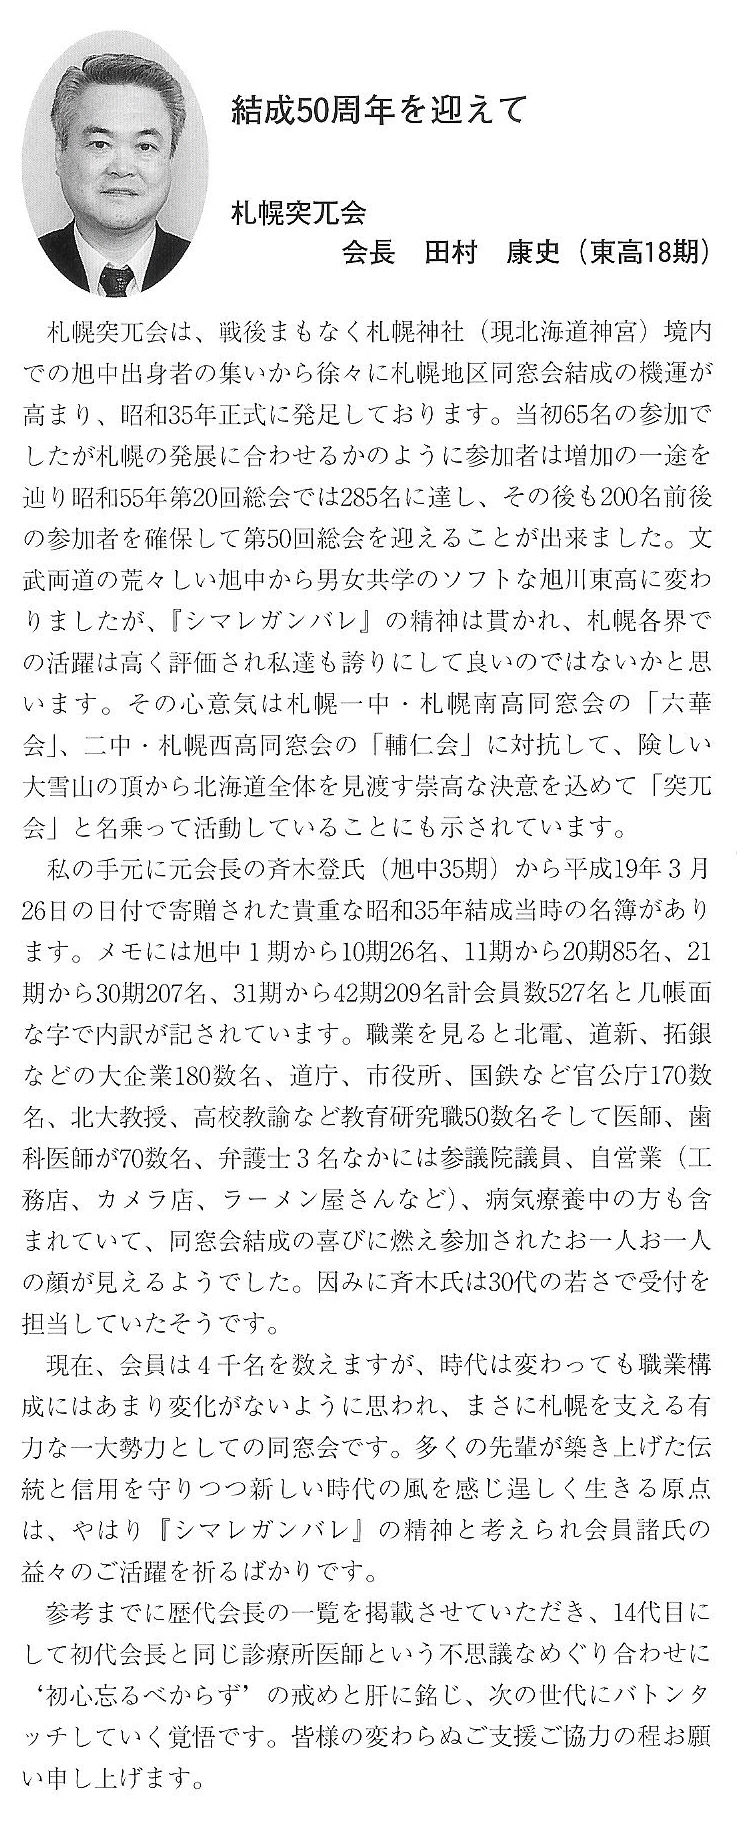 結成50周年を迎えて
札幌突兀会
会長　田村　康史（東高18期）
　札幌突兀会は、戦後まもなく札幌神社（現北海道神宮）境内
での旭中出身者の集いから徐々に札幌地区同窓会結成の機運が
高まり、昭和35年正式に発足しております。当初65名の参加で
したが札幌の発展に合わせるかのように参加者は増加の一途を
辿り昭和55年第20回総会では285名に達し、その後も200名前後
の参加者を確保して第50回総会を迎えることが出来ました。文
武両道の荒々しい旭中から男女共学のソフトな旭川東高に変わ
りましたが、『シマレガンバレ』の精神は貫かれ、札幌各界で
の活躍は高く評価され私達も誇りにして良いのではないかと思
います。その心意気は札幌一中・札幌南高同窓会の「六華
会」、二中・札幌西高同窓会の「輔仁会」に対抗して、険しい
大雪山の頂から北海道全体を見渡す崇高な決意を込めて「突兀
会」と名乗って活動していることにも示されています。
　私の手元に元会長の斉木登氏（旭中35期）から平成19年３月
26日の日付で寄贈された貴重な昭和35年結成当時の名簿があり
ます。メモには旭中１期から10期26名、11期から20期85名、21
期から30期207名、31期から42期209名計会員数527名と几帳面
な字で内訳が記されています。職業を見ると北電、道新、拓銀
などの大企業180数名、道庁、市役所、国鉄など官公庁170数
名、北大教授、高校教諭など教育研究職50数名そして医師、歯
科医師が70数名、弁護士３名なかには参議院議員、自営業（工
務店、カメラ店、ラーメン屋さんなど）、病気療養中の方も含
まれていて、同窓会結成の喜びに燃え参加されたお一人お一人
の顔が見えるようでした。因みに斉木氏は30代の若さで受付を
担当していたそうです。
　現在、会員は４千名を数えますが、時代は変わっても職業構
成にはあまり変化がないように思われ、まさに札幌を支える有
力な一大勢力としての同窓会です。多くの先輩が築き上げた伝
統と信用を守りつつ新しい時代の風を感じ逞しく生きる原点
は、やはり『シマレガンバレ』の精神と考えられ会員諸氏の
益々のご活躍を祈るばかりです。
　参考までに歴代会長の一覧を掲載させていただき、14代目に
して初代会長と同じ診療所医師という不思議なめぐり合わせに
‘初心忘るべからず’の戒めと肝に銘じ、次の世代にバトンタ
ッチしていく覚悟です。皆様の変わらぬご支援ご協力の程お願
い申し上げます。